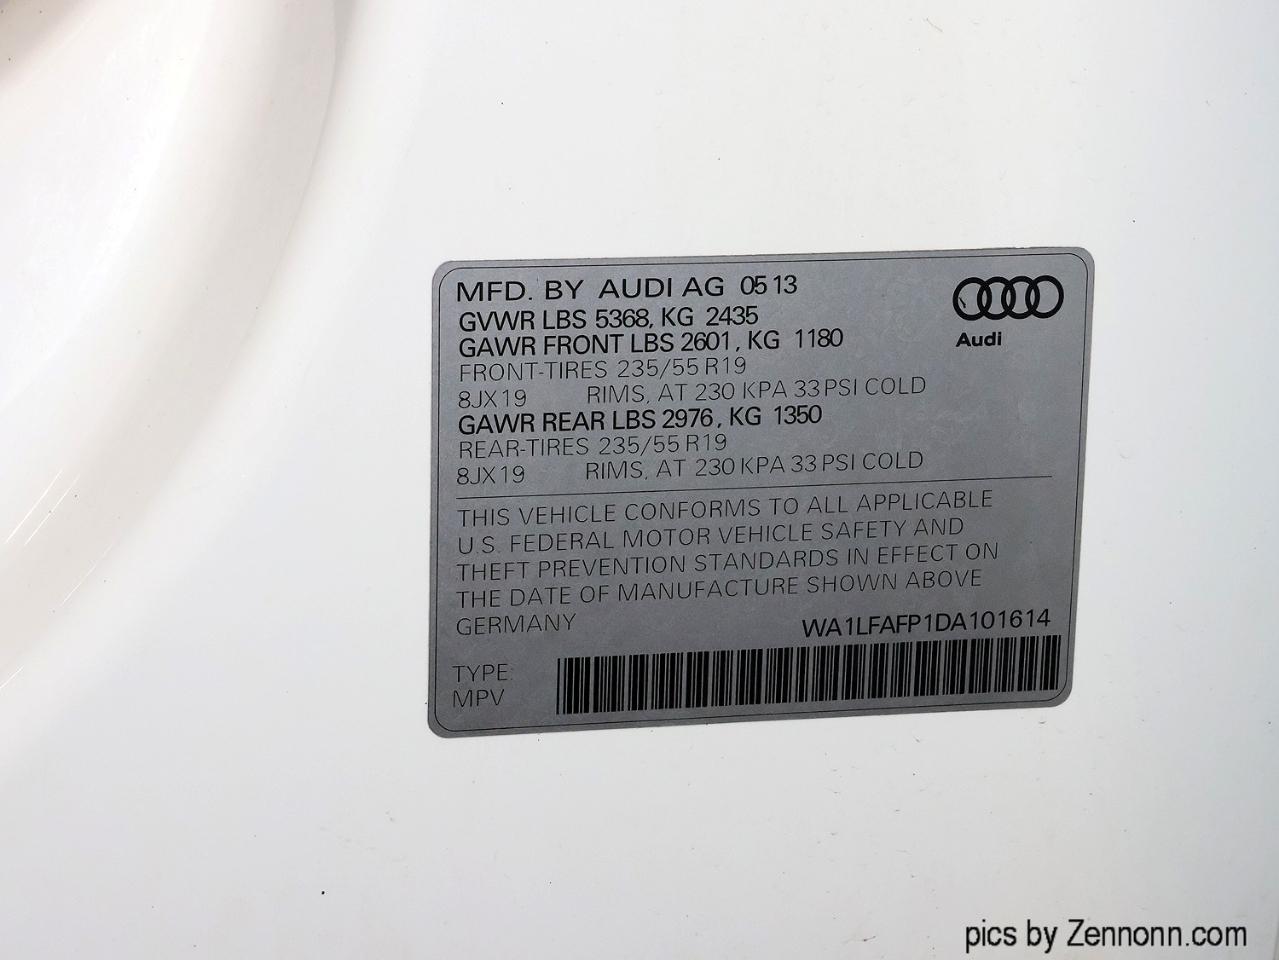 MFD. BY AUDI AG 05 13
GVWR LBS 5368, KG 2435
GAWR FRONT LBS 2601, KG 1180
FRONT-TIRES 235/55 R19
8JX19 RIMS, AT 230 KPA 33 PSI COLD
GAWR REAR LBS 2976, KG 1350
REAR-TIRES 235/55 R19
8JX19 RIMS, AT 230 KPA 33 PSI COLD
Audi
THIS VEHICLE CONFORMS TO ALL APPLICABLE
U.S. FEDERAL MOTOR VEHICLE SAFETY AND
THEFT PREVENTION STANDARDS IN EFFECT ON
THE DATE OF MANUFACTURE SHOWN ABOVE
GERMANY WA1LFAFP1DA101614
TYPE:
MPV
pics by Zennonn.com